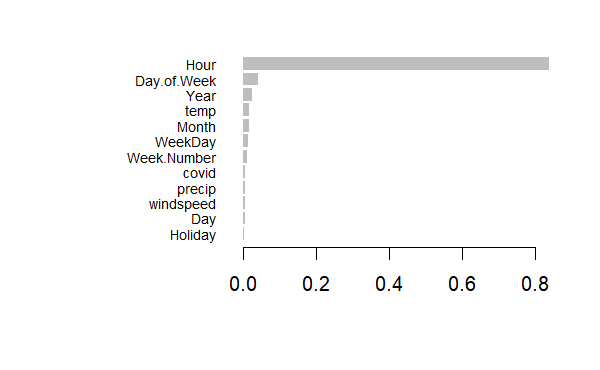 Hour
Day.of.Week
Year
temp
Month
WeekDay
Week.Number
covid
precip
windspeed
Day
Holiday
0.0 0.2 0.4 0.6 0.8